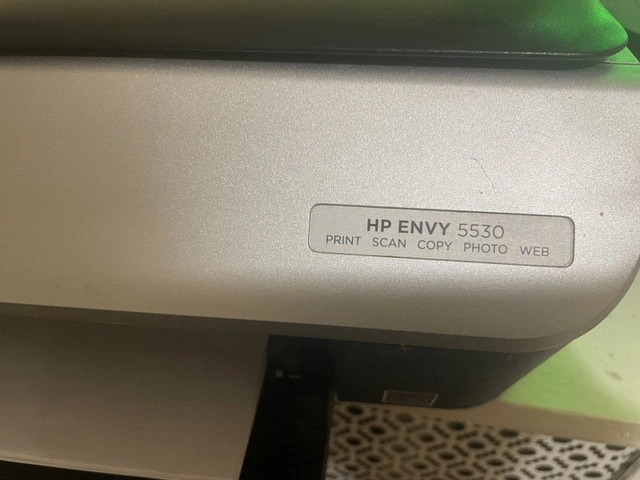 HP ENVY 5530
PRINT SCAN COPY PHOTO WEB